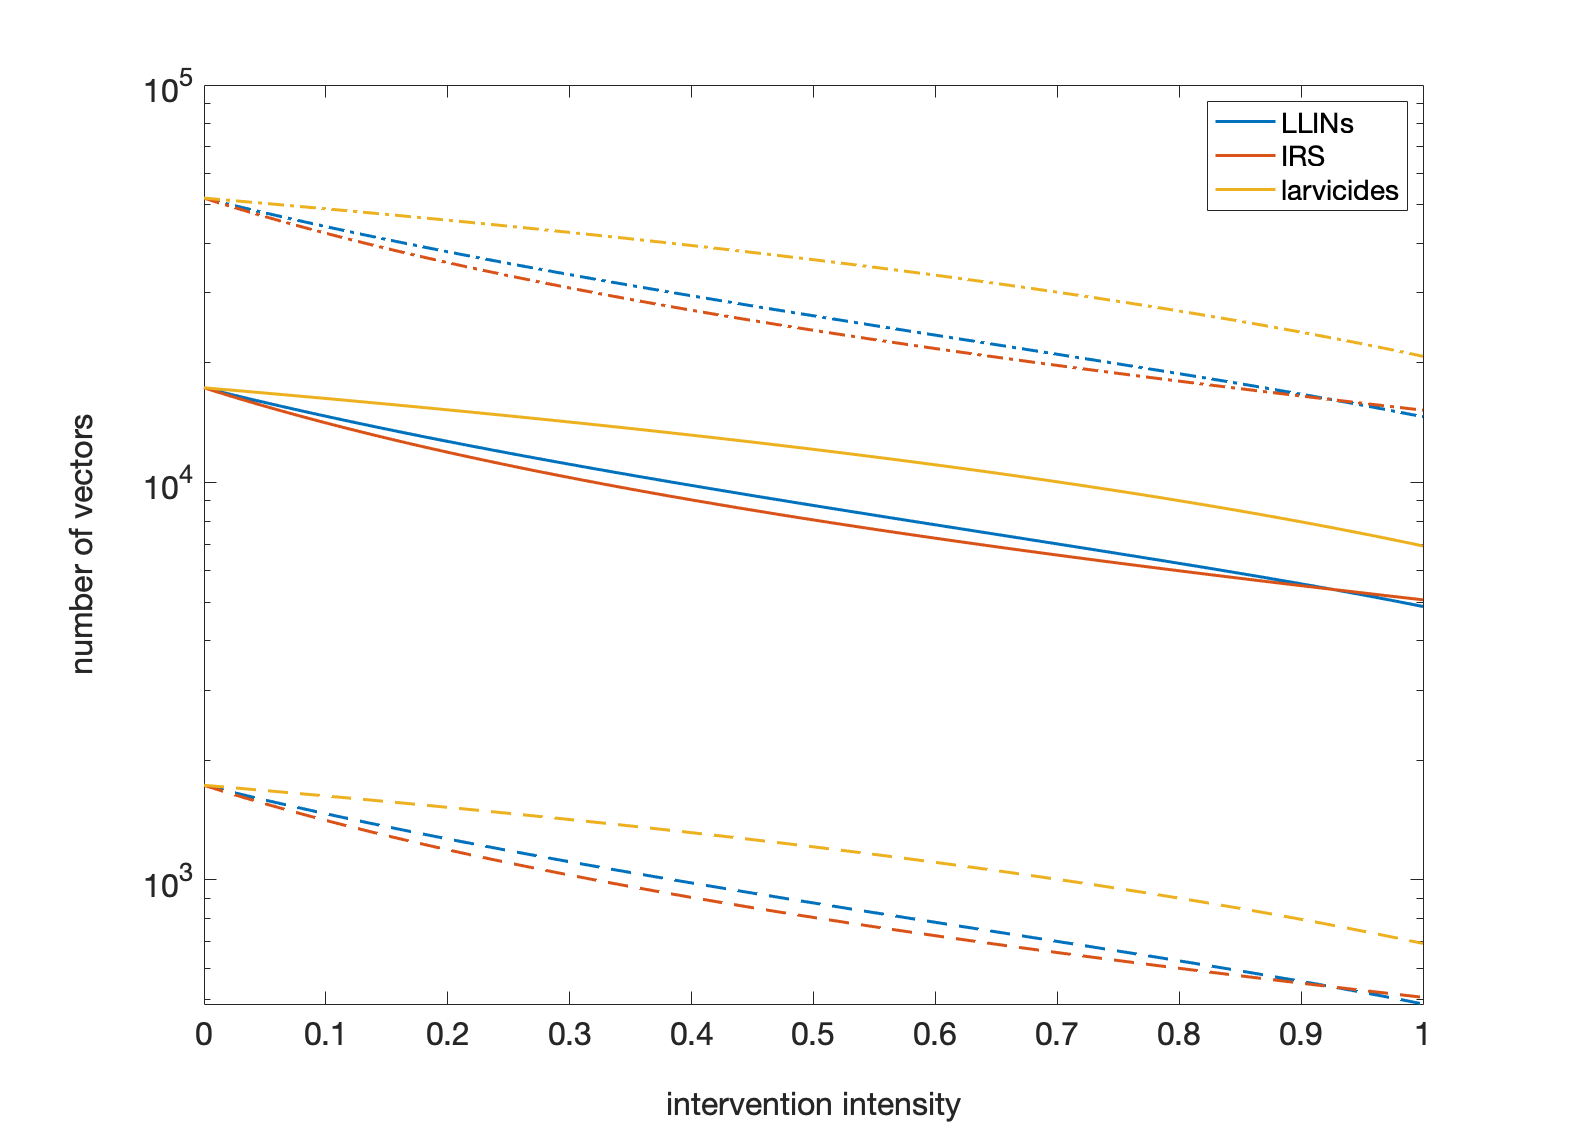 10^5
10^4
10^3
number of vectors
LLINs
IRS
larvicides
0 0.1 0.2 0.3 0.4 0.5 0.6 0.7 0.8 0.9 1
intervention intensity